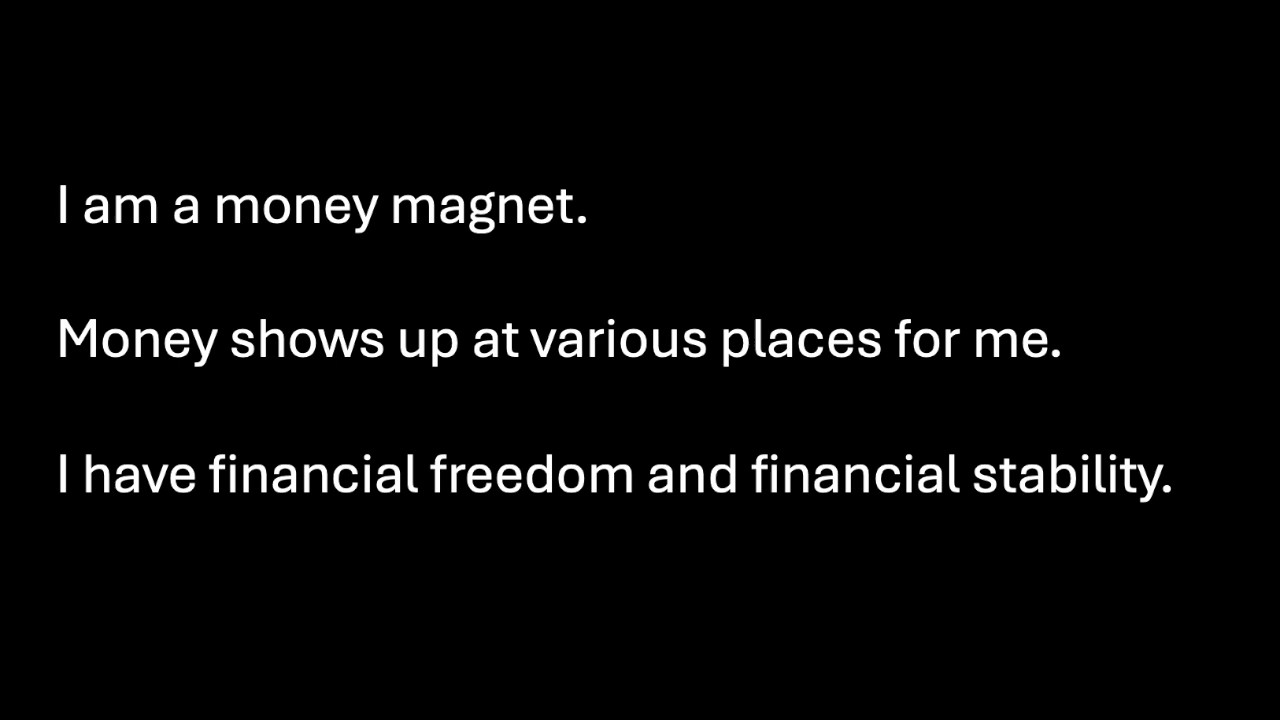 I am a money magnet.
Money shows up at various places for me.
I have financial freedom and financial stability.